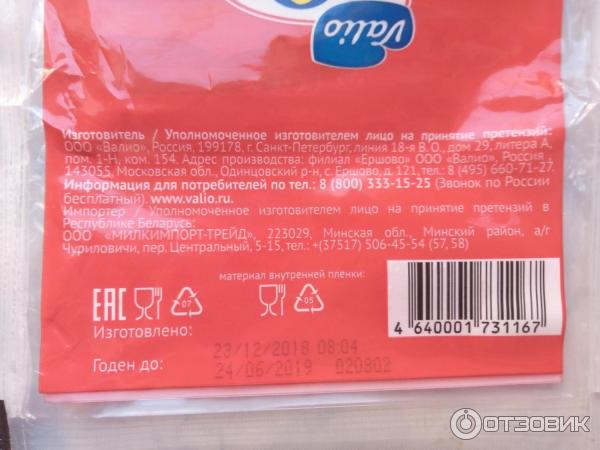 Valio
Изготовитель / Уполномоченное изготовителем лицо на принятие претензий:
ООО «Валио», Россия, 199178, г. Санкт-Петербург, линия 18-я В. О., дом 29, литера А,
пом. 1-Н, ком. 154. Адрес производства: филиал «Ершово» ООО «Валио», Россия,
143055, Московская обл., Одинцовский р-н, с. Ершово, д. 121, тел.: 8 (495) 660-71-27.
Информация для потребителей по тел.: 8 (800) 333-15-25 (Звонок по России
бесплатный). www.valio.ru.
Импортер / Уполномоченное изготовителем лицо на принятие претензий в
Республике Беларусь:
ООО «МИЛКИМПОРТ-ТРЕЙД», 223029, Минская обл., Минский район, а/г
Чуриловичи, пер. Центральный, 5-15, тел.: +(37517) 506-45-54 (57, 58)
материал внутренней пленки:
EAC 07 05
4 640001 731167
Изготовлено:
23/12/2018 08:04
Годен до:
24/06/2019 020802
ОТЗОВИК